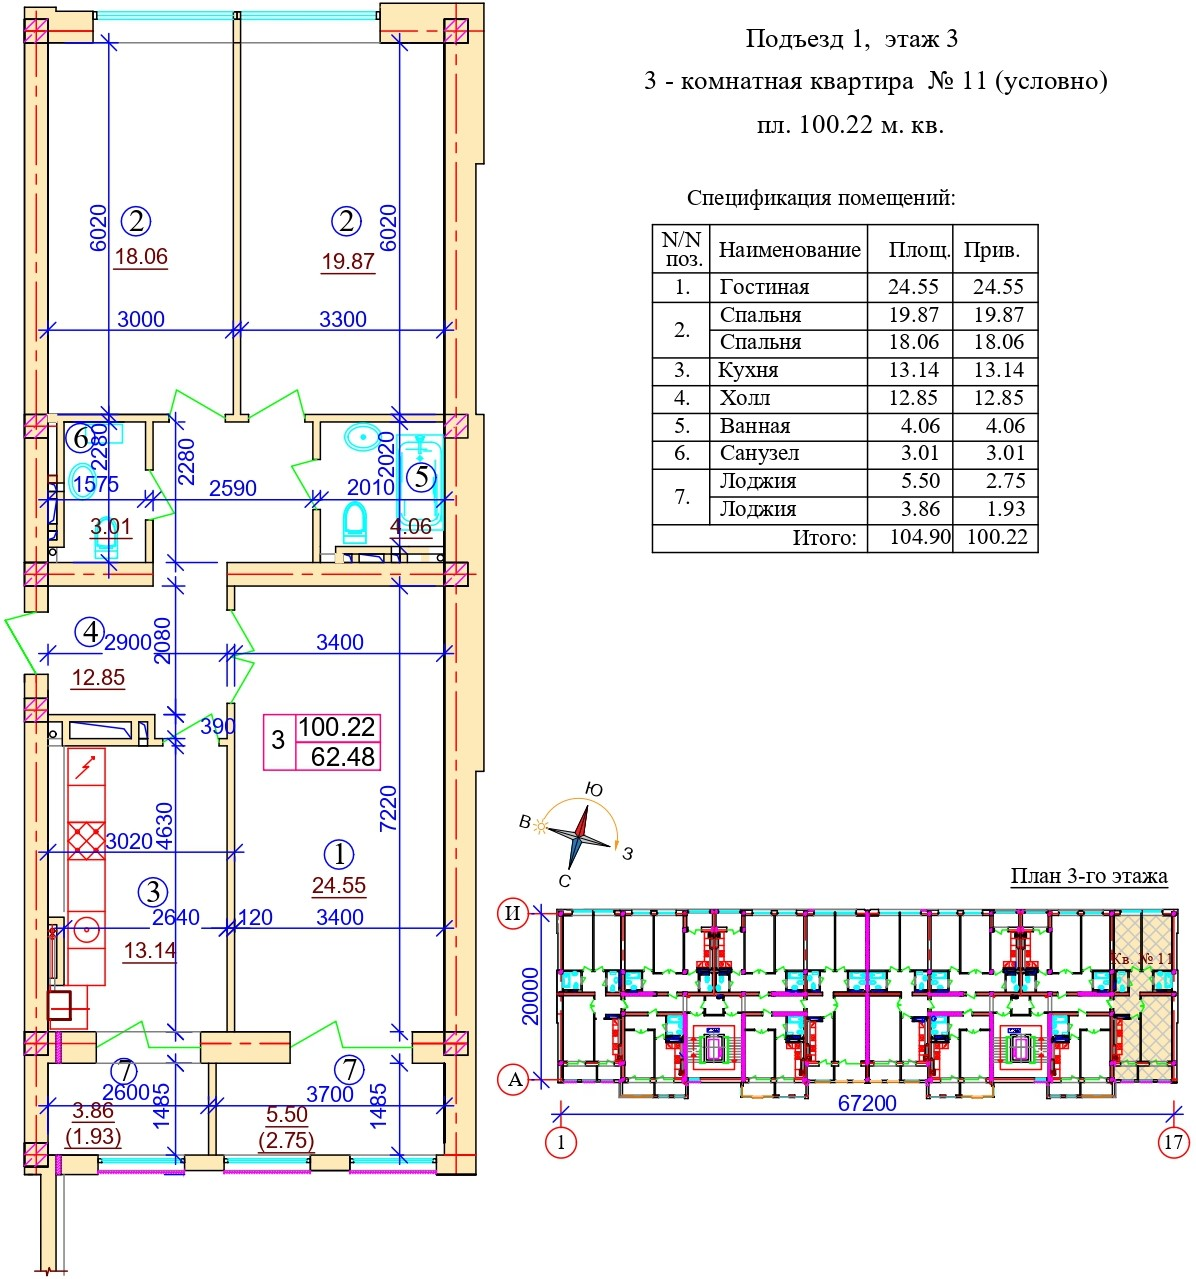 Подъезд 1, этаж 3
3 - комнатная квартира № 11 (условно)
пл. 100.22 м. кв.
Спецификация помещений:
N/N поз. Наименование Площ. Прив.
1. Гостиная 24.55 24.55
2. Спальня 19.87 19.87
Спальня 18.06 18.06
3. Кухня 13.14 13.14
4. Холл 12.85 12.85
5. Ванная 4.06 4.06
6. Санузел 3.01 3.01
7. Лоджия 5.50 2.75
Лоджия 3.86 1.93
Итого: 104.90 100.22
6020
2
18.06
6020
2
19.87
3000
3300
6
2280
1575
3.01
2280
2590
2020
2010
5
4.06
4
2900
2080
12.85
3400
390
3
100.22
62.48
3020
4630
7220
1
24.55
3
2640
120
3400
13.14
7
2600
1485
3.86
(1.93)
7
3700
1485
5.50
(2.75)
Ю
В
З
С
План 3-го этажа
И
Кв. № 11
20000
А
67200
1
17